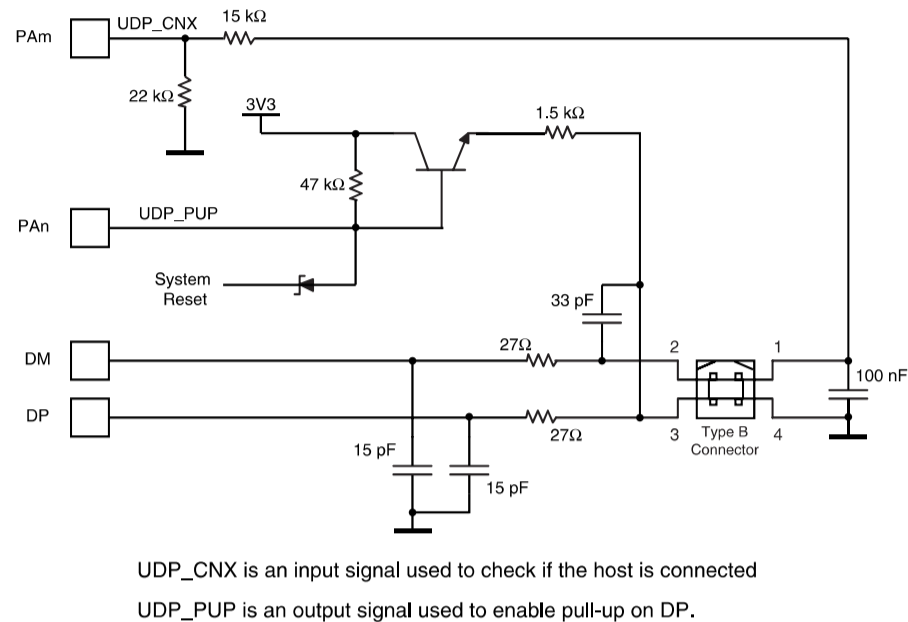 15 kΩ
UDP_CNX
PAm
22 kΩ
3V3
1.5 kΩ
47 kΩ
UDP_PUP
PAn
System
Reset
33 pF
27Ω
DM
2
1
100 nF
DP
27Ω
3
Type B
Connector
4
15 pF
15 pF
UDP_CNX is an input signal used to check if the host is connected
UDP_PUP is an output signal used to enable pull-up on DP.